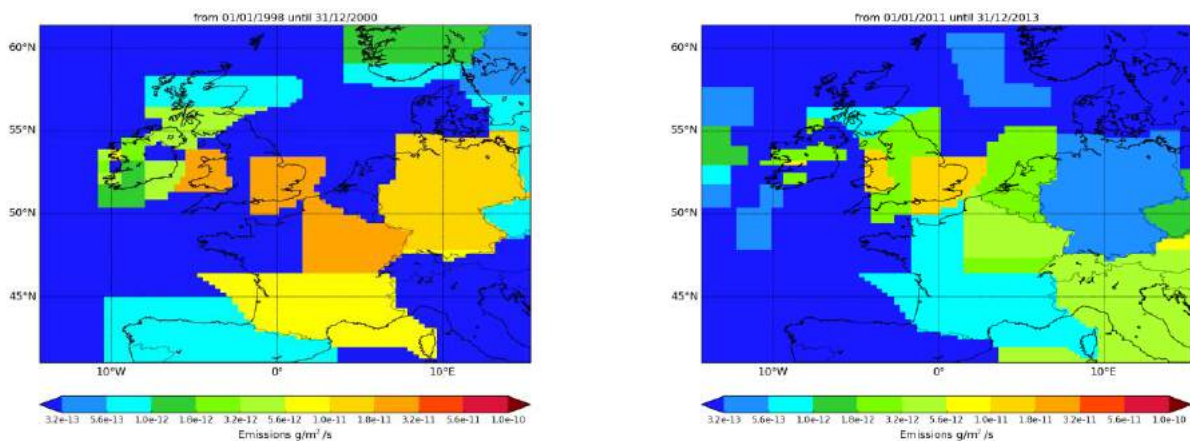 from 01/01/1998 until 31/12/2000
60°N
55°N
50°N
45°N
10°W 0° 10°E
3.2e-13 5.6e-13 1.0e-12 1.8e-12 3.2e-12 5.6e-12 1.0e-11 1.8e-11 3.2e-11 5.6e-11 1.0e-10
Emissions g/m²/s
from 01/01/2011 until 31/12/2013
60°N
55°N
50°N
45°N
10°W 0° 10°E
3.2e-13 5.6e-13 1.0e-12 1.8e-12 3.2e-12 5.6e-12 1.0e-11 1.8e-11 3.2e-11 5.6e-11 1.0e-10
Emissions g/m²/s